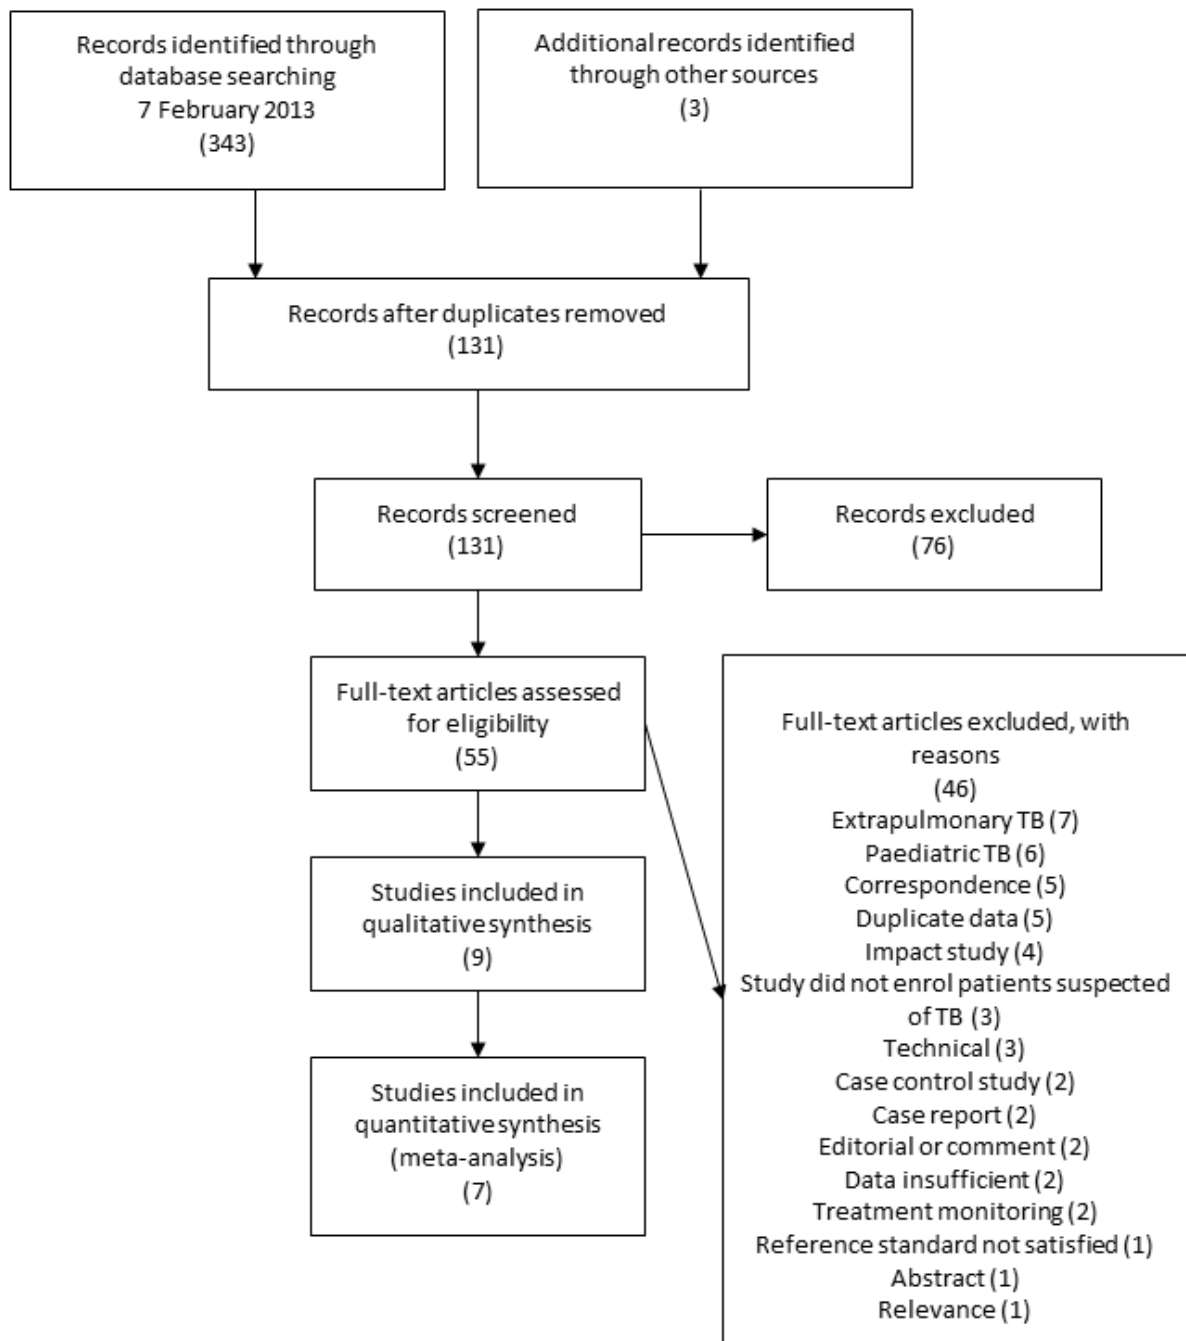 Records identified through
database searching
7 February 2013
(343)
Additional records identified
through other sources
(3)
Records after duplicates removed
(131)
Records screened
(131)
Records excluded
(76)
Full-text articles assessed
for eligibility
(55)
Full-text articles excluded, with
reasons
(46)
Extrapulmonary TB (7)
Paediatric TB (6)
Correspondence (5)
Duplicate data (5)
Impact study (4)
Study did not enrol patients suspected
of TB (3)
Technical (3)
Case control study (2)
Case report (2)
Editorial or comment (2)
Data insufficient (2)
Treatment monitoring (2)
Reference standard not satisfied (1)
Abstract (1)
Relevance (1)
Studies included in
qualitative synthesis
(9)
Studies included in
quantitative synthesis
(meta-analysis)
(7)